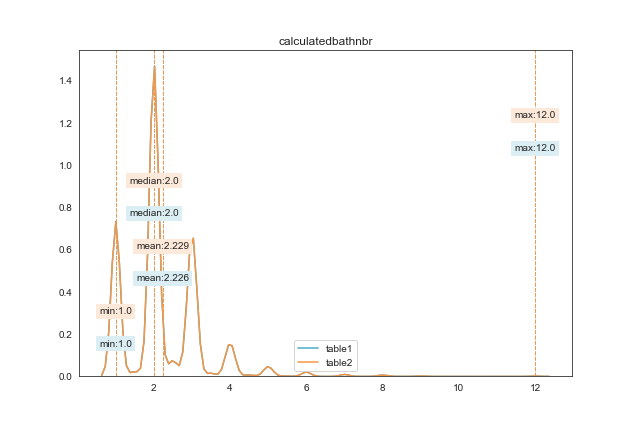 calculatedbathnbr
1.4
1.2
1.0
0.8
0.6
0.4
0.2
0.0
max:12.0
max:12.0
median:2.0
median:2.0
mean:2.229
mean:2.226
min:1.0
min:1.0
table1
table2
2 4 6 8 10 12